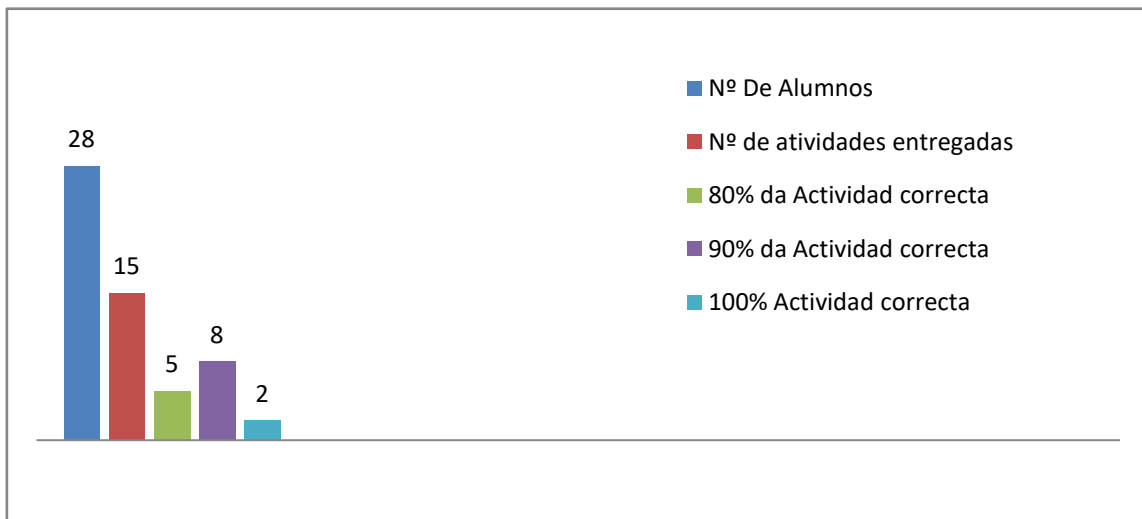 28
15
5
8
2
Nº De Alumnos
Nº de atividades entregadas
80% da Actividad correcta
90% da Actividad correcta
100% Actividad correcta